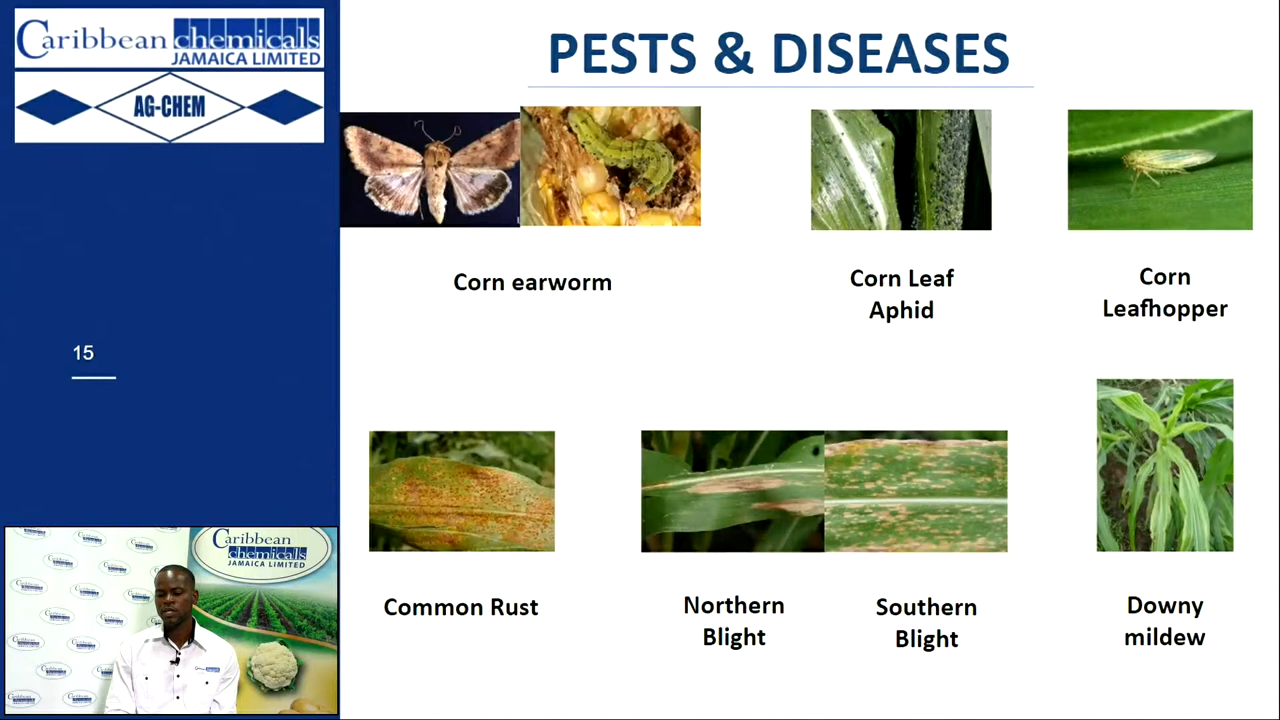 Caribbean chemicals
JAMAICA LIMITED
AG-CHEM
PESTS & DISEASES
Corn earworm
Corn Leaf
Aphid
Corn
Leafhopper
15
Common Rust
Northern
Blight
Southern
Blight
Downy
mildew
Caribbean
chemicals
JAMAICA LIMITED